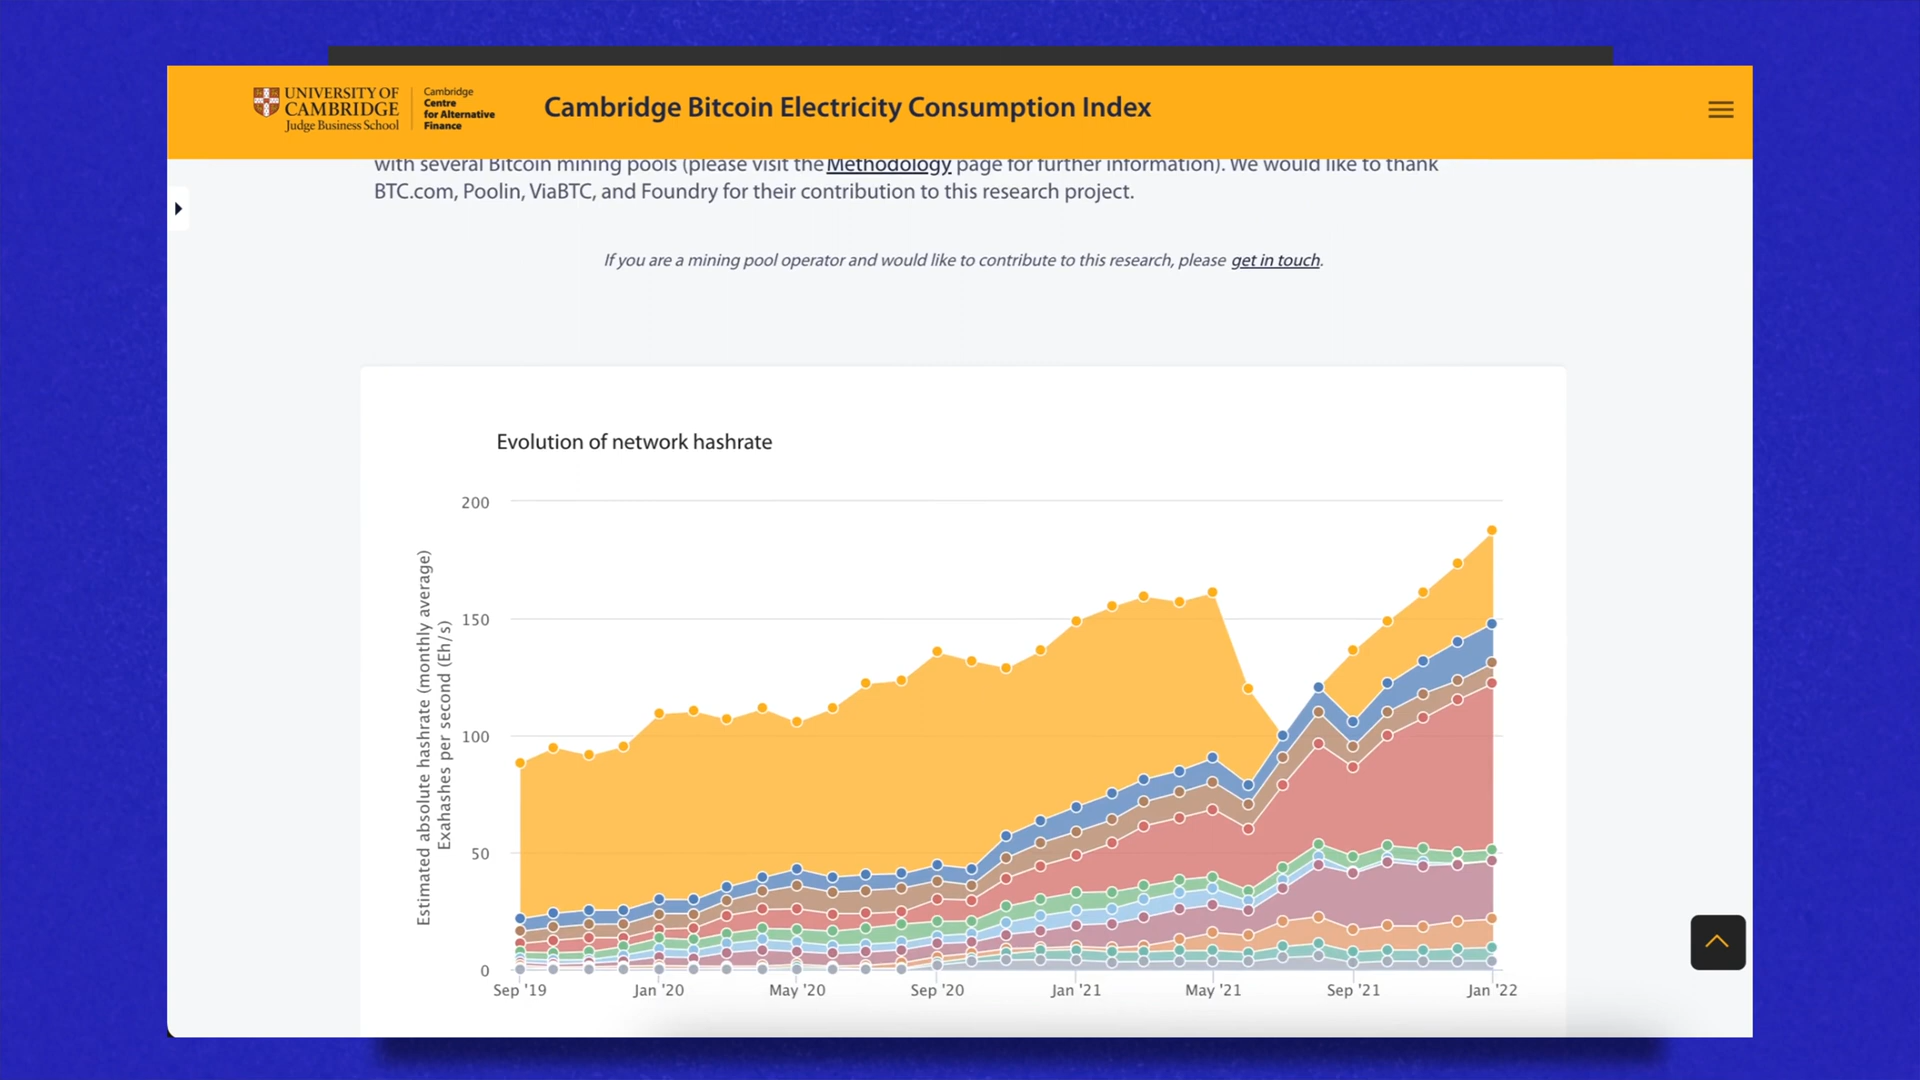 UNIVERSITY OF
CAMBRIDGE
Judge Business School
Cambridge
Centre
for Alternative
Finance
Cambridge Bitcoin Electricity Consumption Index
with several Bitcoin mining pools (please visit the Methodology page for further information). We would like to thank
BTC.com, Poolin, ViaBTC, and Foundry for their contribution to this research project.
If you are a mining pool operator and would like to contribute to this research, please get in touch.
Evolution of network hashrate
Estimated absolute hashrate (monthly average)
Exahashes per second (Eh/s)
200
150
100
50
0
Sep '19
Jan '20
May '20
Sep '20
Jan '21
May '21
Sep '21
Jan '22